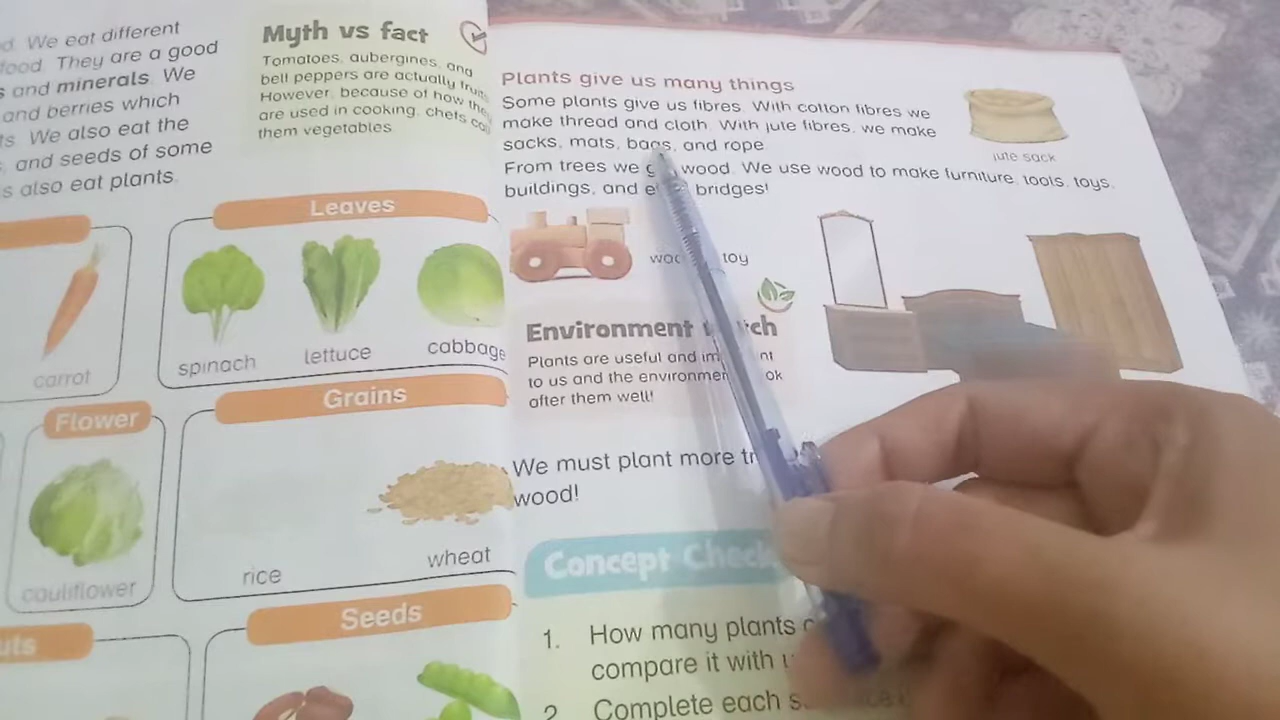 d. We eat different
food. They are a good
s and minerals. We
and berries which
ts. We also eat the
, and seeds of some
s also eat plants.
Myth vs fact
Tomatoes, aubergines, and
bell peppers are actually fruits
However, because of how they
are used in cooking, chefs call
them vegetables
carrot
Leaves
spinach
lettuce
cabbage
Flower
cauliflower
Grains
rice
wheat
uts
Seeds
Plants give us many things
Some plants give us fibres. With cotton fibres we
make thread and cloth. With jute fibres, we make
sacks, mats, bags, and rope
jute sack
From trees we wood. We use wood to make furniture, tools, toys,
buildings, and bridges!
toy
Environment
Plants are useful and
to us and the
after them well!
We must plant more
wood!
Concept Check
1. How many plants
compare it with
2. Complete each